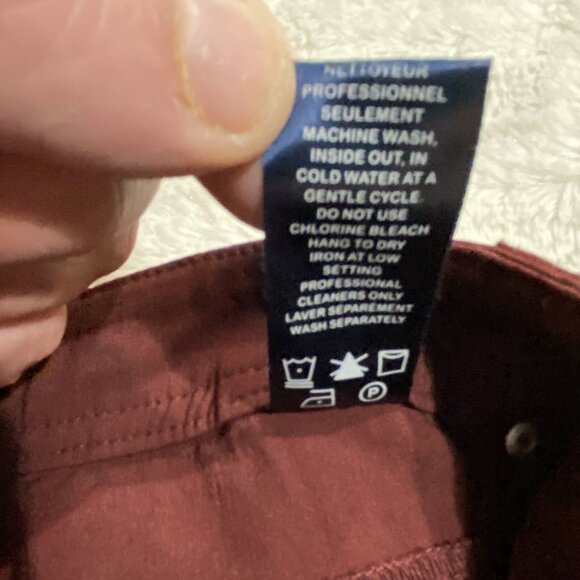 NETTOYEUR
PROFESSIONNEL
SEULEMENT
MACHINE WASH,
INSIDE OUT, IN
COLD WATER AT A
GENTLE CYCLE
DO NOT USE
CHLORINE BLEACH
HANG TO DRY
IRON AT LOW
SETTING
PROFESSIONAL
CLEANERS ONLY
LAVER SEPAREMENT
WASH SEPARATELY
P